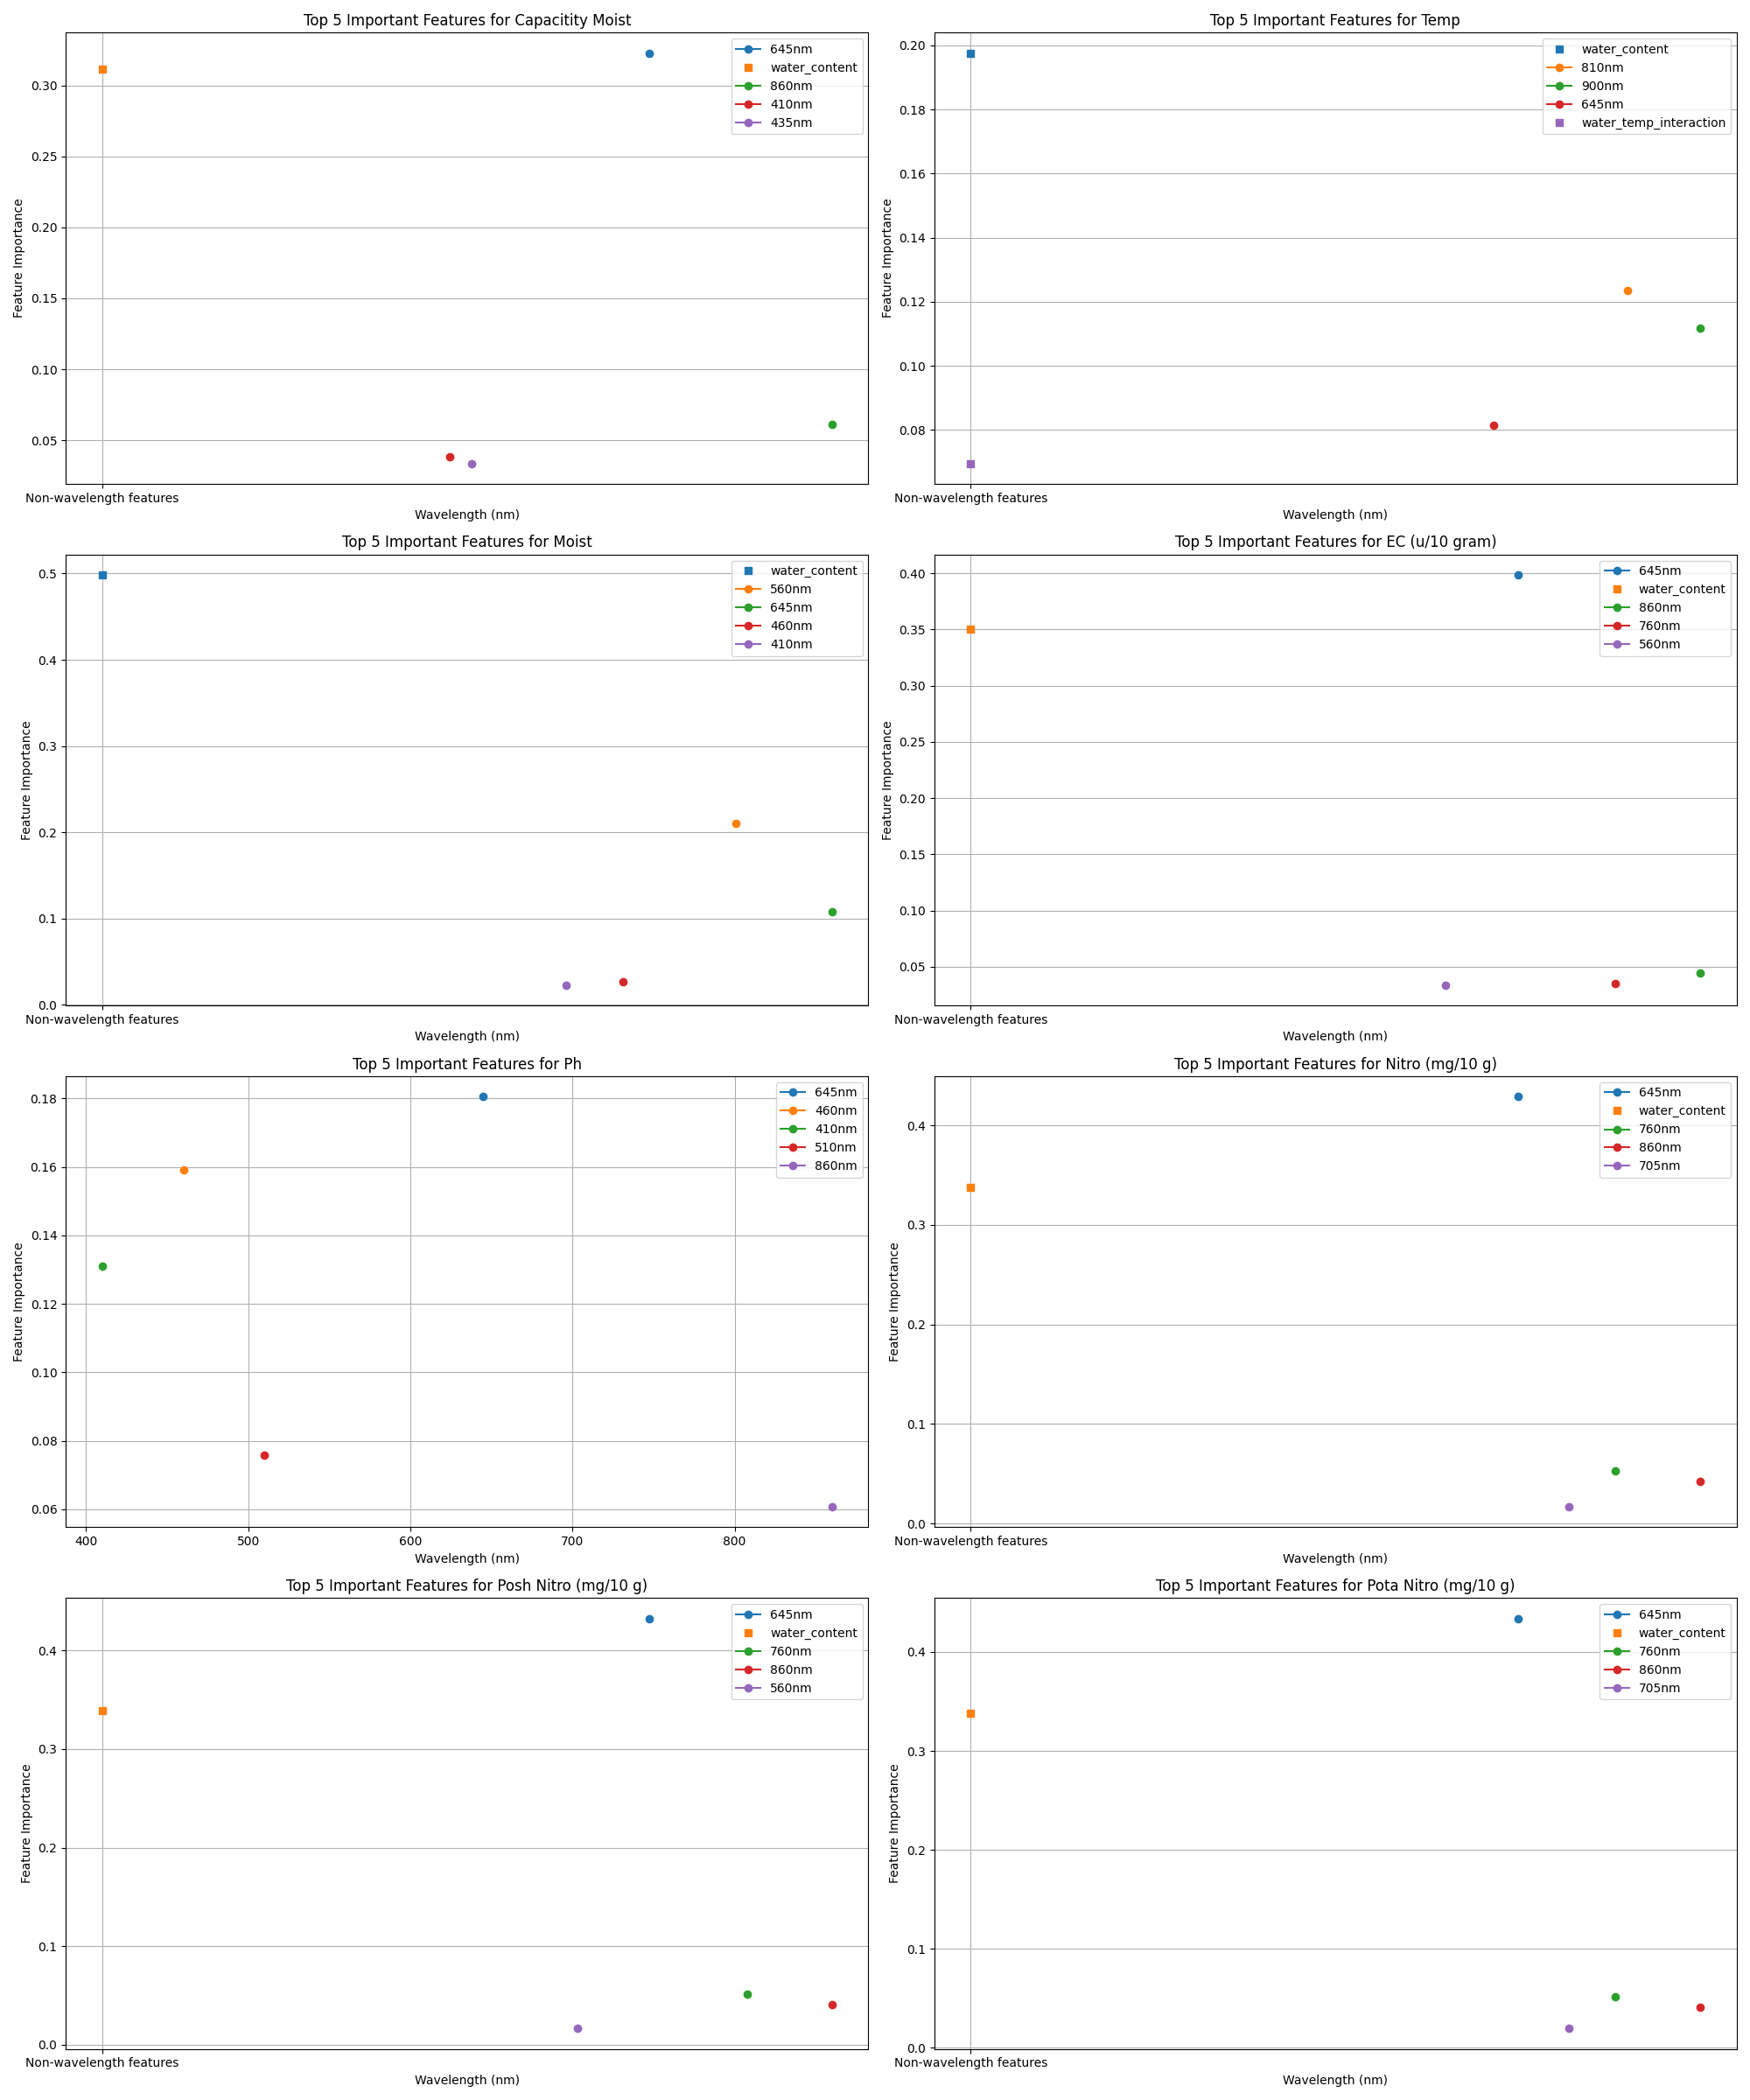 Top 5 Important Features for Capacitity Moist
Feature Importance
0.30
0.25
0.20
0.15
0.10
0.05
645nm
water_content
860nm
410nm
435nm
Non-wavelength features
Wavelength (nm)
Top 5 Important Features for Temp
Feature Importance
0.20
0.18
0.16
0.14
0.12
0.10
0.08
water_content
810nm
900nm
645nm
water_temp_interaction
Non-wavelength features
Wavelength (nm)
Top 5 Important Features for Moist
Feature Importance
0.5
0.4
0.3
0.2
0.1
0.0
water_content
560nm
645nm
460nm
410nm
Non-wavelength features
Wavelength (nm)
Top 5 Important Features for EC (u/10 gram)
Feature Importance
0.40
0.35
0.30
0.25
0.20
0.15
0.10
0.05
645nm
water_content
860nm
760nm
560nm
Non-wavelength features
Wavelength (nm)
Top 5 Important Features for Ph
Feature Importance
0.18
0.16
0.14
0.12
0.10
0.08
0.06
645nm
460nm
410nm
510nm
860nm
400 500 600 700 800
Wavelength (nm)
Top 5 Important Features for Nitro (mg/10 g)
Feature Importance
0.4
0.3
0.2
0.1
0.0
645nm
water_content
760nm
860nm
705nm
Non-wavelength features
Wavelength (nm)
Top 5 Important Features for Posh Nitro (mg/10 g)
Feature Importance
0.4
0.3
0.2
0.1
0.0
645nm
water_content
760nm
860nm
560nm
Non-wavelength features
Wavelength (nm)
Top 5 Important Features for Pota Nitro (mg/10 g)
Feature Importance
0.4
0.3
0.2
0.1
0.0
645nm
water_content
760nm
860nm
705nm
Non-wavelength features
Wavelength (nm)